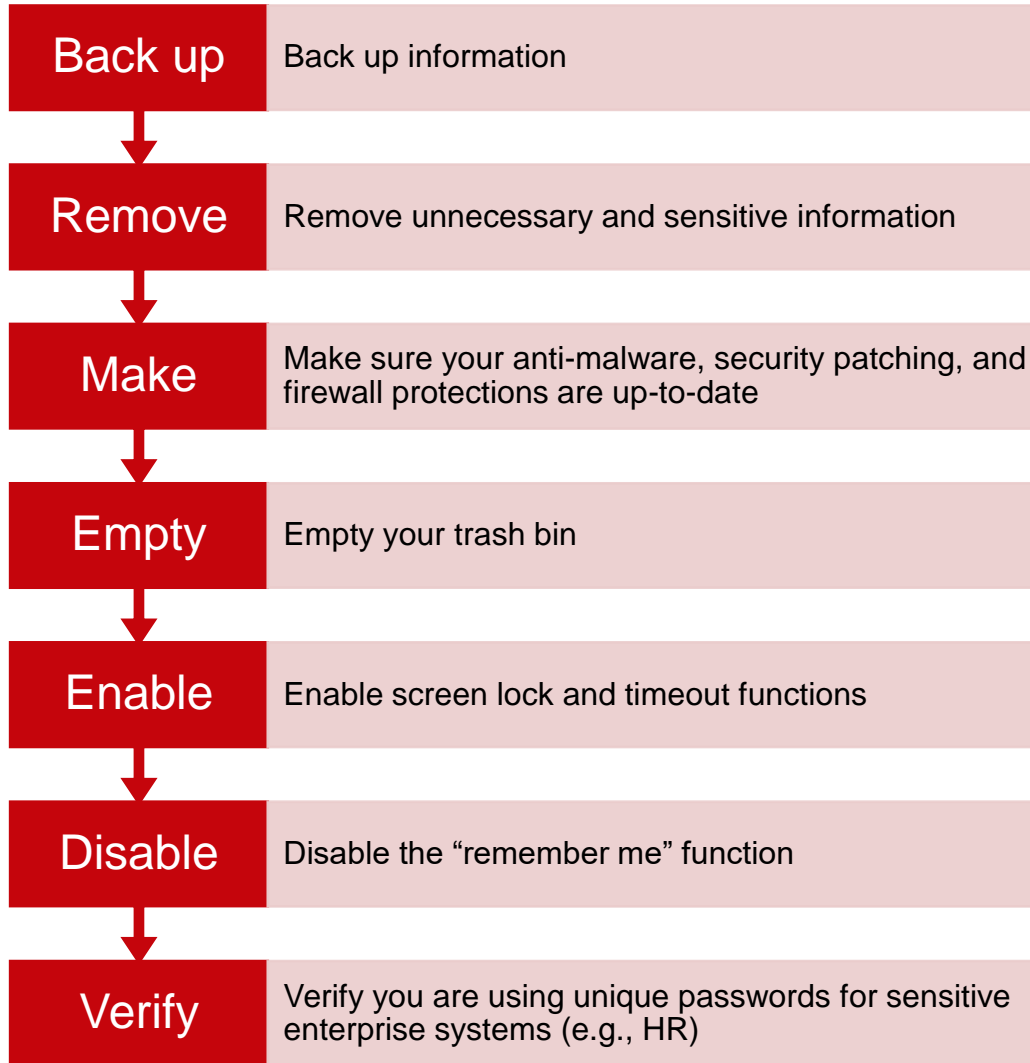 Back up
Back up information
Remove
Remove unnecessary and sensitive information
Make
Make sure your anti-malware, security patching, and
firewall protections are up-to-date
Empty
Empty your trash bin
Enable
Enable screen lock and timeout functions
Disable
Disable the “remember me” function
Verify
Verify you are using unique passwords for sensitive
enterprise systems (e.g., HR)